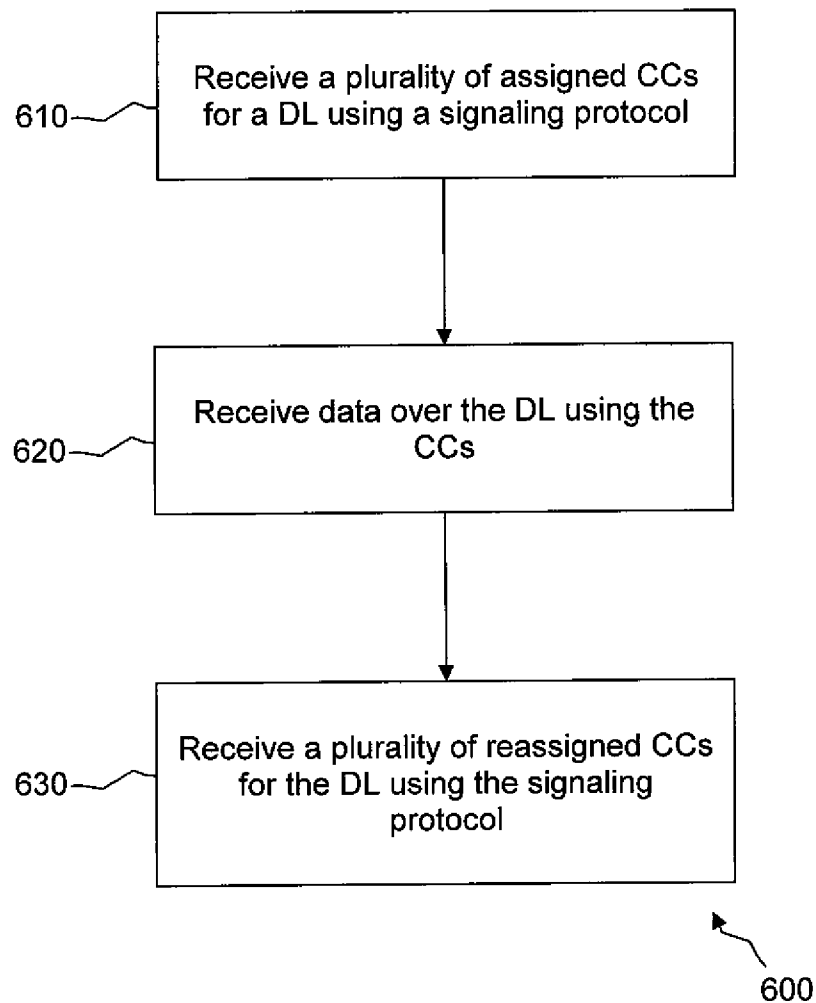 Receive a plurality of assigned CCs
for a DL using a signaling protocol
610
Receive data over the DL using the
CCs
620
Receive a plurality of reassigned CCs
for the DL using the signaling
protocol
630
600